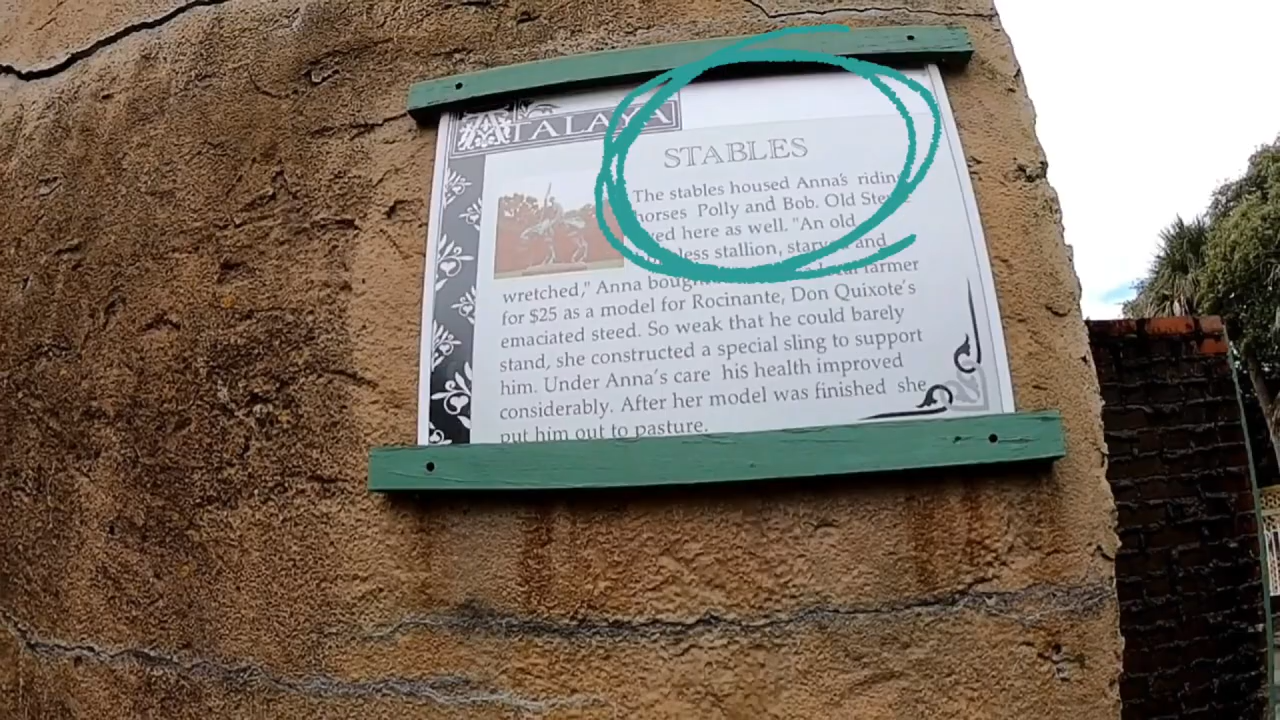 ATALAYA
STABLES
The stables housed Anna's riding
horses Polly and Bob. Old
here as well. "An old
stallion, starved and
wretched," Anna farmer
for $25 as a model for Rocinante, Don Quixote's
emaciated steed. So weak that he could barely
stand, she constructed a special sling to support
him. Under Anna's care his health improved
considerably. After her model was finished she
put him out to pasture.